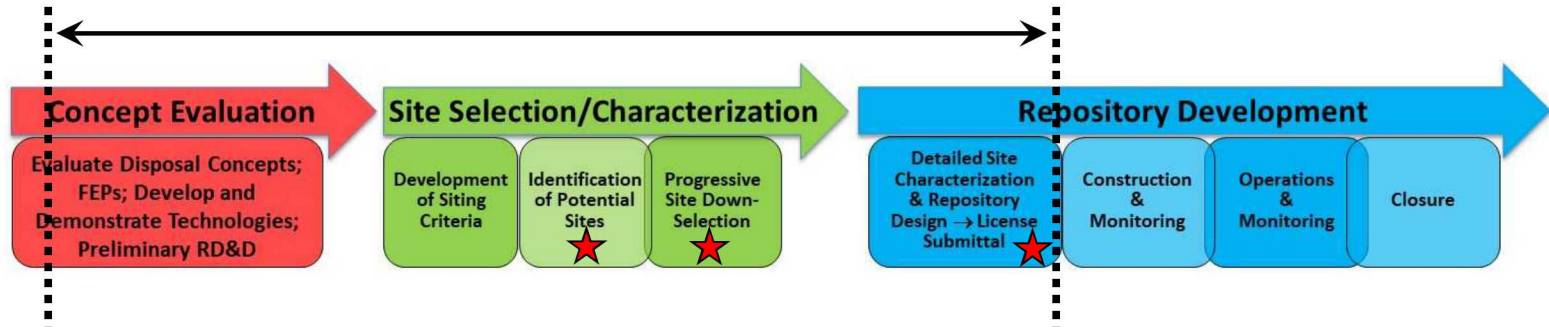 Concept Evaluation
Evaluate Disposal Concepts;
FEPs; Develop and
Demonstrate Technologies;
Preliminary RD&D
Site Selection/Characterization
Development
of Siting
Criteria
Identification
of Potential
Sites
Progressive
Site Down-
Selection
Repository Development
Detailed Site
Characterization
& Repository
Design → License
Submittal
Construction
&
Monitoring
Operations
&
Monitoring
Closure